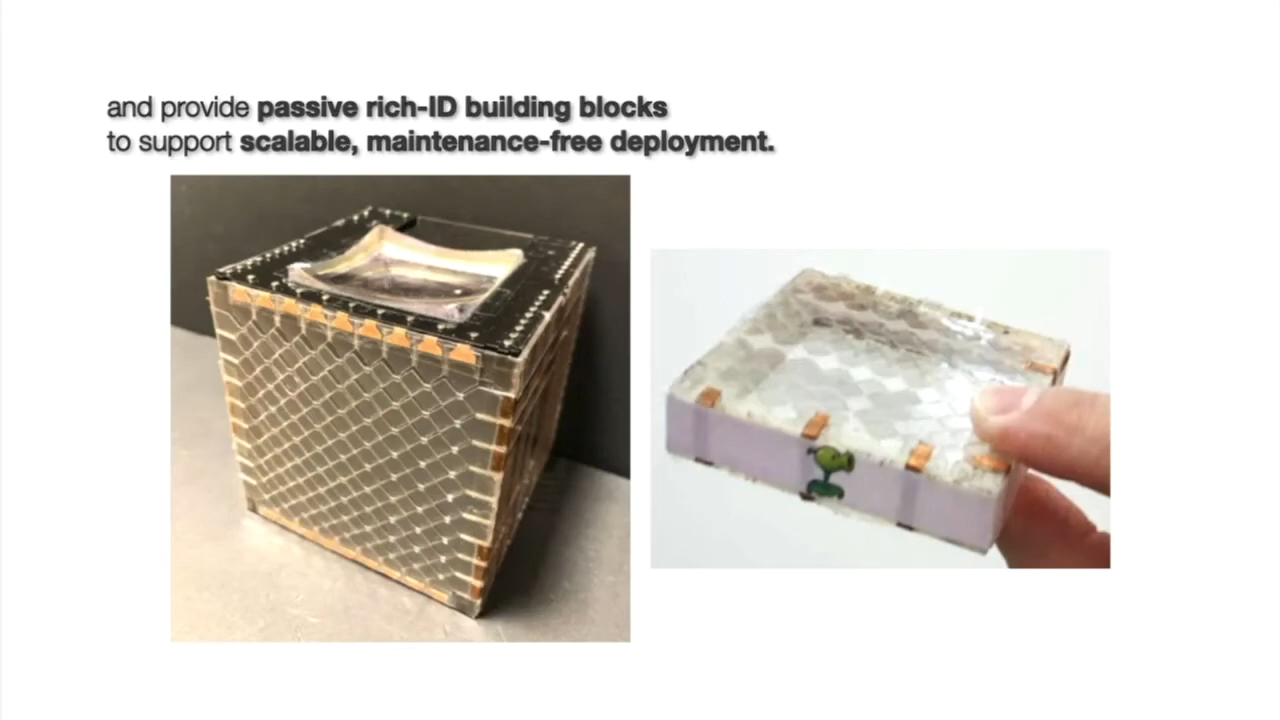 and provide passive rich-ID building blocks
to support scalable, maintenance-free deployment.